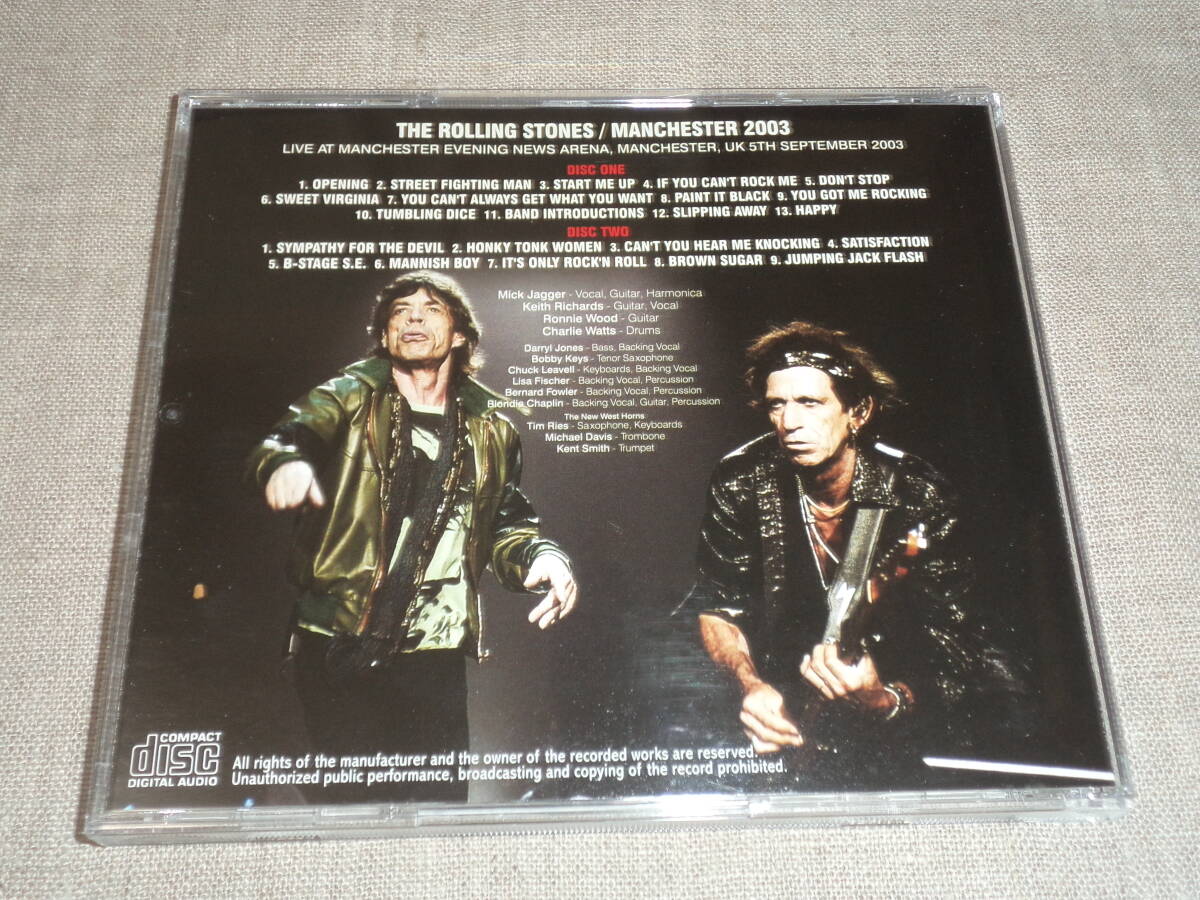 THE ROLLING STONES / MANCHESTER 2003
LIVE AT MANCHESTER EVENING NEWS ARENA, MANCHESTER, UK 5TH SEPTEMBER 2003
DISC ONE
1. OPENING 2. STREET FIGHTING MAN 3. START ME UP 4. IF YOU CAN'T ROCK ME 5. DON'T STOP
6. SWEET VIRGINIA 7. YOU CAN'T ALWAYS GET WHAT YOU WANT 8. PAINT IT BLACK 9. YOU GOT ME ROCKING
10. TUMBLING DICE 11. BAND INTRODUCTIONS 12. SLIPPING AWAY 13. HAPPY
DISC TWO
1. SYMPATHY FOR THE DEVIL 2. HONKY TONK WOMEN 3. CAN'T YOU HEAR ME KNOCKING 4. SATISFACTION
5. B-STAGE S.E. 6. MANNISH BOY 7. IT'S ONLY ROCK'N ROLL 8. BROWN SUGAR 9. JUMPING JACK FLASH
Mick Jagger - Vocal, Guitar, Harmonica
Keith Richards - Guitar, Vocal
Ronnie Wood - Guitar
Charlie Watts - Drums
Darryl Jones - Bass, Backing Vocal
Bobby Keys - Tenor Saxophone
Chuck Leavell - Keyboards, Backing Vocal
Lisa Fischer - Backing Vocal, Percussion
Bernard Fowler - Backing Vocal, Percussion
Blondie Chaplin - Backing Vocal, Guitar, Percussion
The New West Horns
Tim Ries - Saxophone, Keyboards
Michael Davis - Trombone
Kent Smith - Trumpet
COMPACT
disc
DIGITAL AUDIO
All rights of the manufacturer and the owner of the recorded works are reserved.
Unauthorized public performance, broadcasting and copying of the record prohibited.